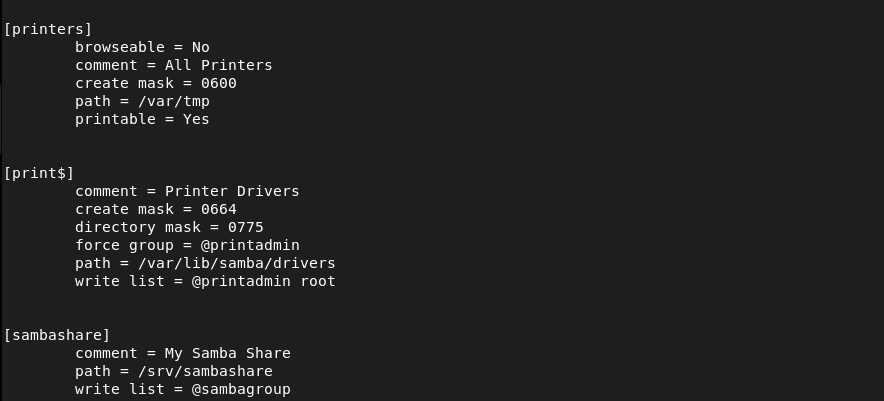 [printers]
browseable = No
comment = All Printers
create mask = 0600
path = /var/tmp
printable = Yes
[print$]
comment = Printer Drivers
create mask = 0664
directory mask = 0775
force group = @printadmin
path = /var/lib/samba/drivers
write list = @printadmin root
[sambashare]
comment = My Samba Share
path = /srv/sambashare
write list = @sambagroup